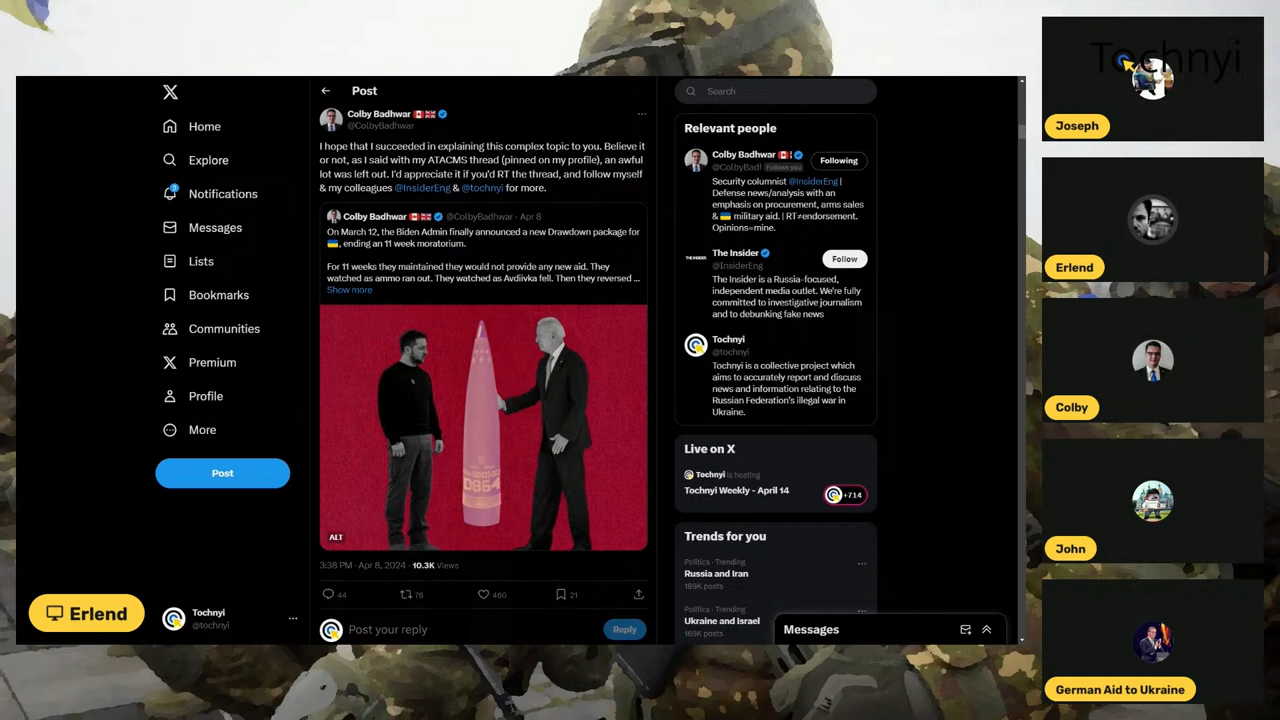 Home
Explore
2
Notifications
Messages
Lists
Bookmarks
Communities
Premium
Profile
More
Post
Tochnyi
@tochnyi
Erlend
Post
Colby Badhwar
@ColbyBadhwar
I hope that I succeeded in explaining this complex topic to you. Believe it
or not, as I said with my ATACMS thread (pinned on my profile), an awful
lot was left out. I'd appreciate it if you'd RT the thread, and follow myself
& my colleagues @InsiderEng & @tochnyi for more.
Colby Badhwar @ColbyBadhwar · Apr 8
On March 12, the Biden Admin finally announced a new Drawdown package for
, ending an 11 week moratorium.
For 11 weeks they maintained they would not provide any new aid. They
watched as ammo ran out. They watched as Avdiivka fell. Then they reversed ...
Show more
D864
ALT
3:38 PM · Apr 8, 2024 · 10.3K Views
44
78
460
21
Post your reply
Reply
Search
Relevant people
Colby Badhwar
@ColbyBad! Follows you
Following
Security columnist @InsiderEng |
Defense news/analysis with an
emphasis on procurement, arms sales
& military aid. | RT≠endorsement.
Opinions=mine.
THE INSIDER
The Insider
@InsiderEng
Follow
The Insider is a Russia-focused,
independent media outlet. We're fully
committed to investigative journalism
and to debunking fake news
Tochnyi
@tochnyi
Tochnyi is a collective project which
aims to accurately report and discuss
news and information relating to the
Russian Federation's illegal war in
Ukraine.
Live on X
Tochnyi is hosting
Tochnyi Weekly - April 14
+714
Trends for you
Politics · Trending
Russia and Iran
189K posts
Politics · Trending
Ukraine and Israel
165K posts
Messages
Tochnyi
Joseph
Erlend
Colby
John
German Aid to Ukraine